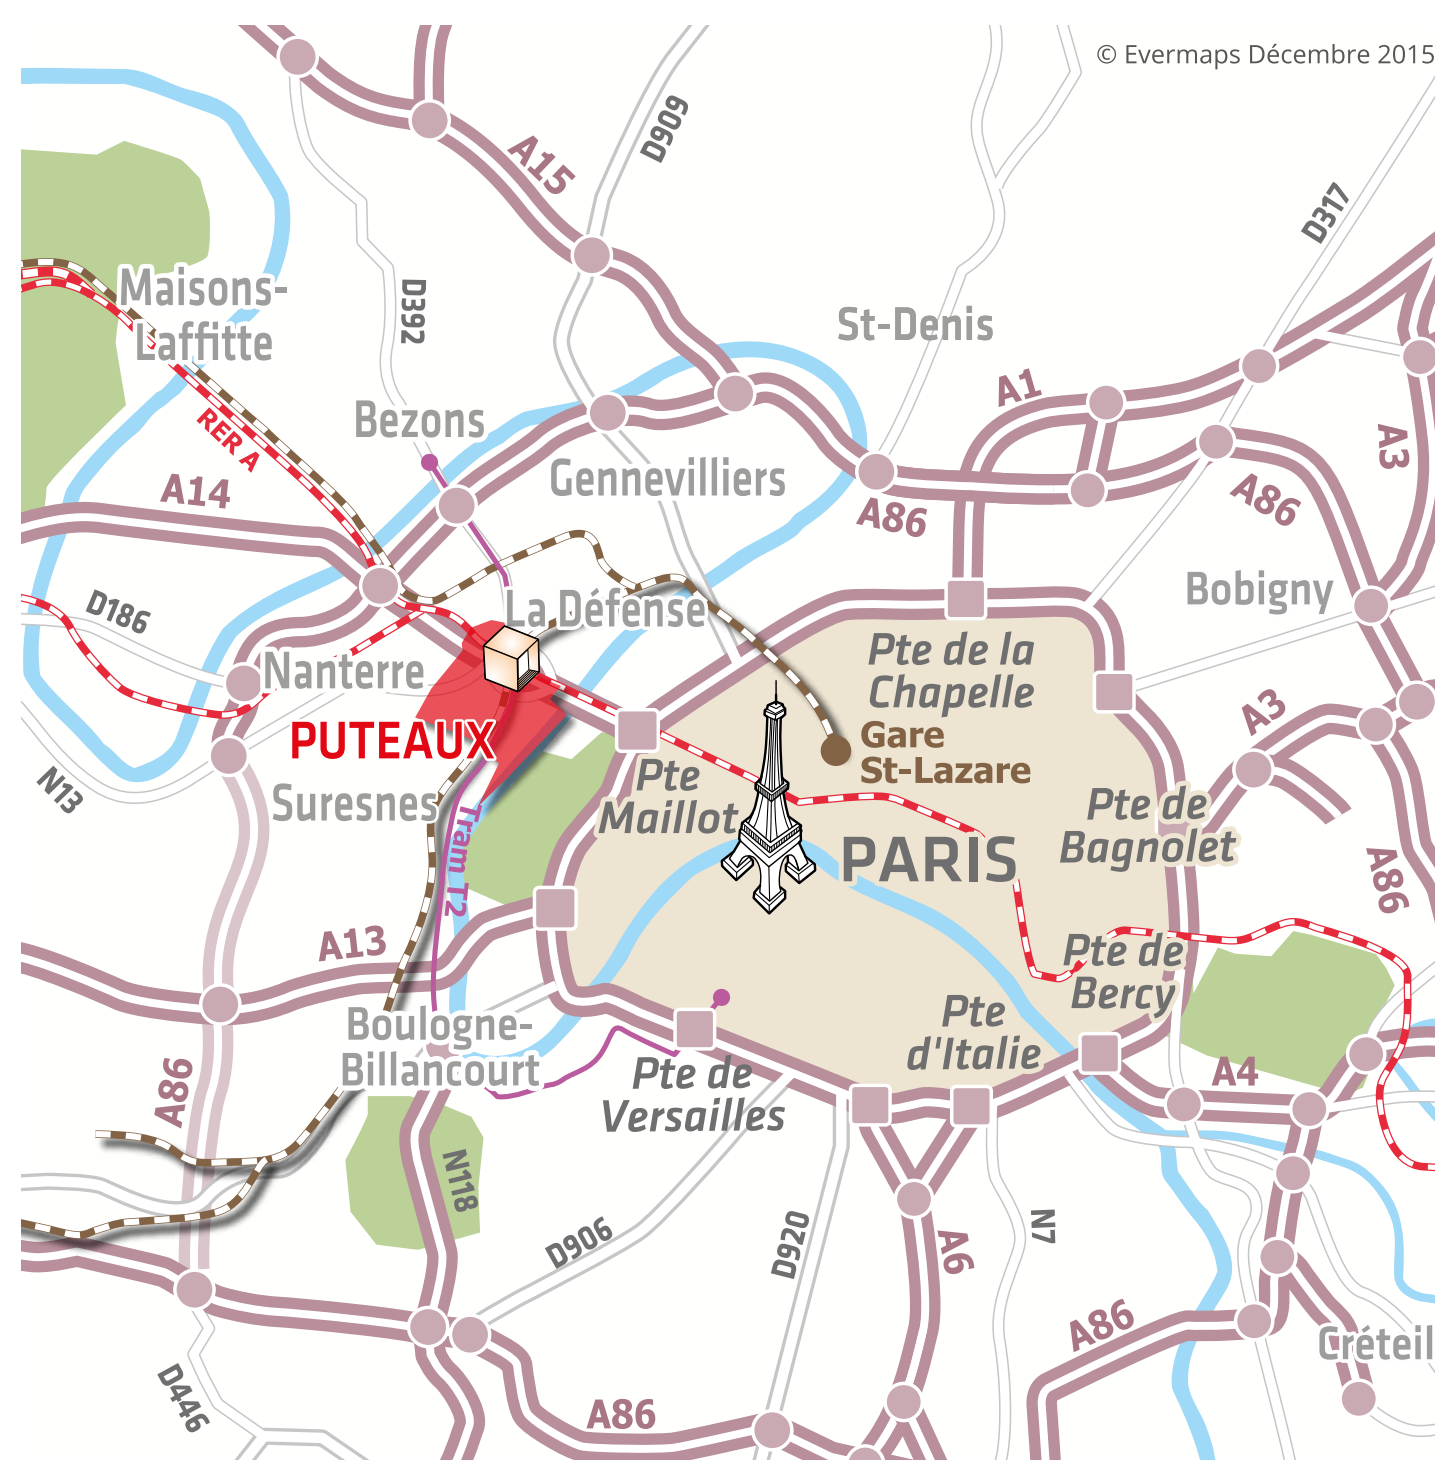 © Evermaps Décembre 2015
D909
A15
D317
Maisons-
Laffitte
D392
St-Denis
A1
Bezons
RER A
A3
Gennevilliers
A14
A86
A86
D186
La Défense
Bobigny
Pte de la
Chapelle
Nanterre
PUTEAUX
A3
Gare
St-Lazare
N13
Suresnes
Pte
Maillot
Pte de
Bagnolet
Tram T2
PARIS
A86
A13
Pte de
Bercy
Boulogne-
Billancourt
Pte
d'Italie
Pte de
Versailles
A86
A4
N118
D906
D920
A6
N7
A86
Créteil
D446
A86